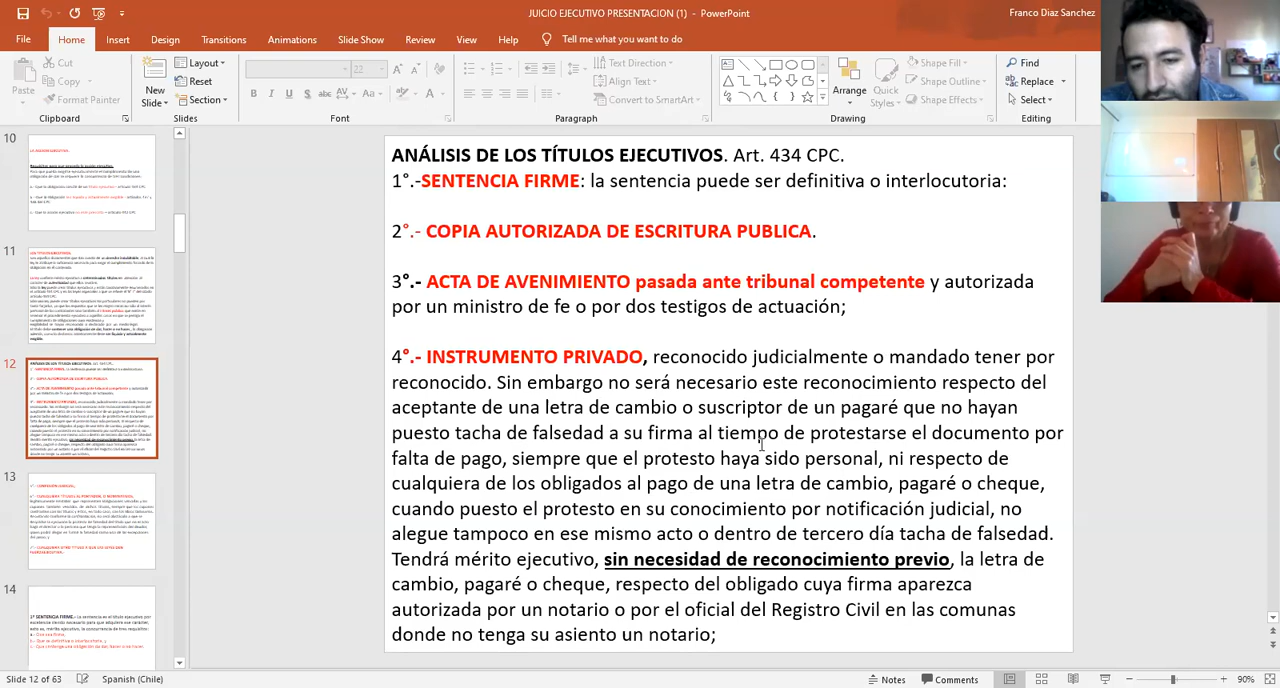 JUICIO EJECUTIVO PRESENTACION (1) - PowerPoint
Franco Diaz Sanchez
File Home Insert Design Transitions Animations Slide Show Review View Help Tell me what you want to do
Paste
Cut
Copy
Format Painter
Clipboard
New
Slide
Layout
Reset
Section
Slides
22
Font
Text Direction
Align Text
Convert to SmartArt
Paragraph
Arrange
Quick
Styles
Shape Fill
Shape Outline
Shape Effects
Drawing
Find
Replace
Select
Editing
10
11
12
13
14
ANÁLISIS DE LOS TÍTULOS EJECUTIVOS. 434 CPC.
1°.-SENTENCIA FIRME: la sentencia puede ser definitiva o interlocutoria:
2°.- COPIA AUTORIZADA DE ESCRITURA PUBLICA.
3°.- ACTA DE AVENIMIENTO pasada ante tribunal competente y autorizada
por un ministro de fe o por dos testigos de actuación;
4°.- INSTRUMENTO PRIVADO, reconocido judicialmente o mandado tener por
reconocido. Sin embargo no será necesario este reconocimiento respecto del
aceptante de una letra de cambio o suscriptor de un pagaré que no hayan
puesto tacha de falsedad a su firma al tiempo de protestarse el documento por
falta de pago, siempre que el protesto haya sido personal, ni respecto de
cualquiera de los obligados al pago de una letra de cambio, pagaré o cheque,
cuando puesto el protesto en su conocimiento por notificación judicial, no
alegue tampoco en ese mismo acto o dentro de tercero día tacha de falsedad.
Tendrá mérito ejecutivo, sin necesidad de reconocimiento previo, la letra de
cambio, pagaré o cheque, respecto del obligado cuya firma aparezca
autorizada por un notario o por el oficial del Registro Civil en las comunas
donde no tenga su asiento un notario;
Slide 12 of 63 Spanish (Chile) Notes Comments 90%